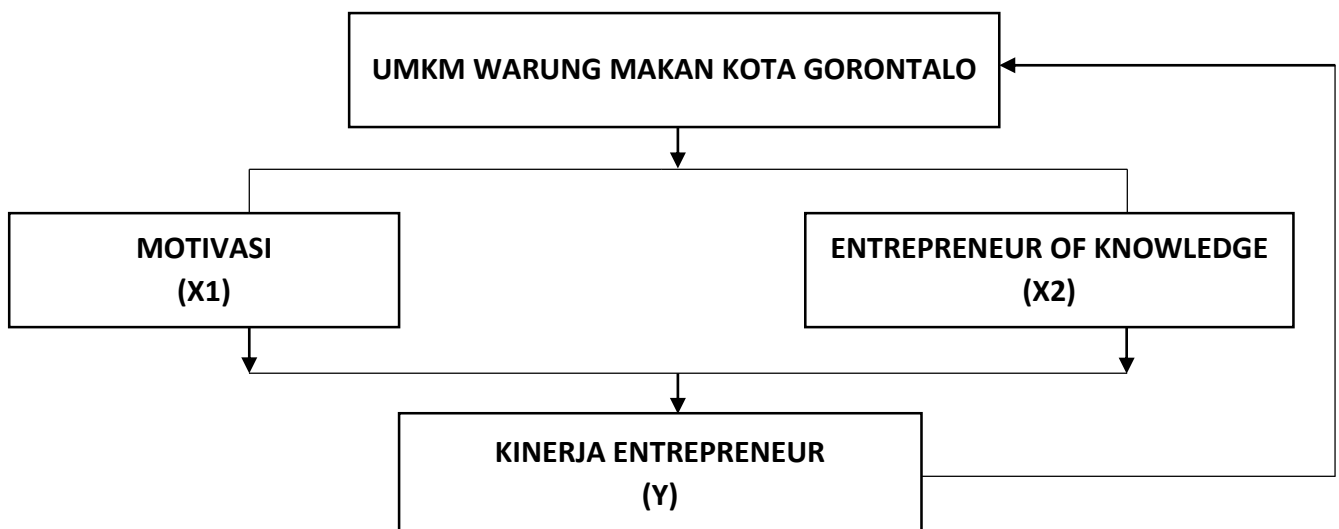 UMKM WARUNG MAKAN KOTA GORONTALO
MOTIVASI
(X1)
ENTREPRENEUR OF KNOWLEDGE
(X2)
KINERJA ENTREPRENEUR
(Y)